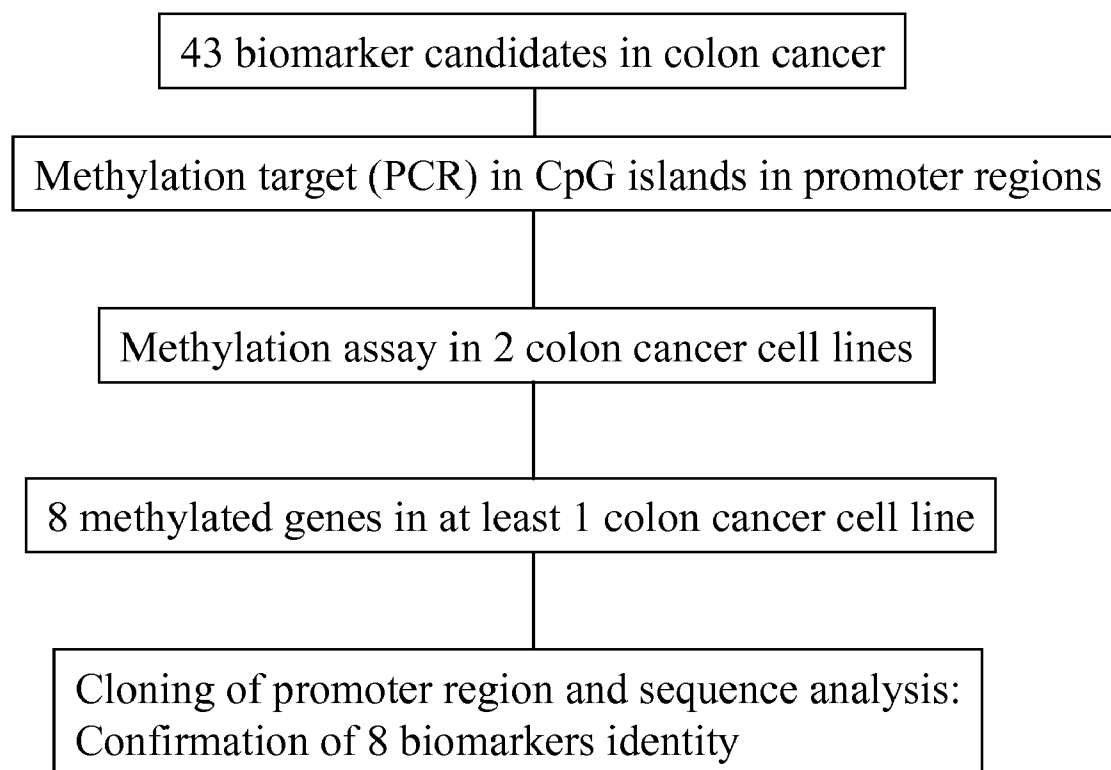 43 biomarker candidates in colon cancer
Methylation target (PCR) in CpG islands in promoter regions
Methylation assay in 2 colon cancer cell lines
8 methylated genes in at least 1 colon cancer cell line
Cloning of promoter region and sequence analysis:
Confirmation of 8 biomarkers identity